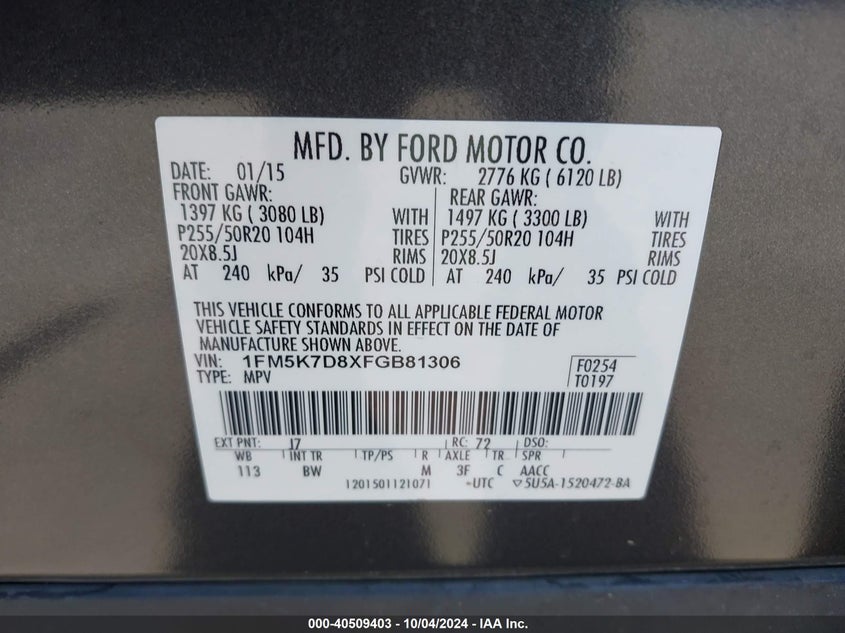 MFD. BY FORD MOTOR CO.
DATE: 01/15 GVWR: 2776 KG ( 6120 LB)
FRONT GAWR: REAR GAWR:
1397 KG ( 3080 LB) WITH 1497 KG ( 3300 LB) WITH
P255/50R20 104H TIRES P255/50R20 104H TIRES
20X8.5J RIMS 20X8.5J RIMS
AT 240 kPa/ 35 PSI COLD AT 240 kPa/ 35 PSI COLD
THIS VEHICLE CONFORMS TO ALL APPLICABLE FEDERAL MOTOR
VEHICLE SAFETY STANDARDS IN EFFECT ON THE DATE OF
MANUFACTURE SHOWN ABOVE.
VIN: 1FM5K7D8XFGB81306 F0254
TYPE: MPV T0197
EXT PNT: J7 RC: 72 DSO:
WB INT TR TP/PS R AXLE TR SPR
113 BW M 3F C AACC
1201501121071 *UTC ▽5U5A-1520472-BA
000-40509403 - 10/04/2024 - IAA Inc.